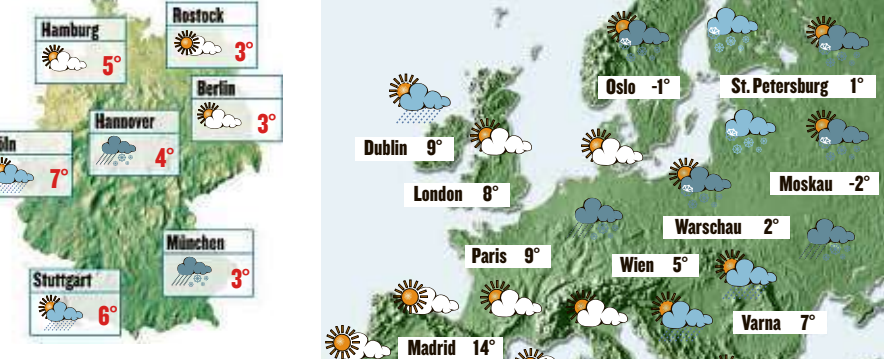 Rostock
3°
Hamburg
5°
Berlin
3°
Hannover
4°
öln
7°
München
3°
Stuttgart
6°
Oslo -1°
St. Petersburg 1°
Dublin 9°
London 8°
Moskau -2°
Warschau 2°
Paris 9°
Wien 5°
Varna 7°
Madrid 14°